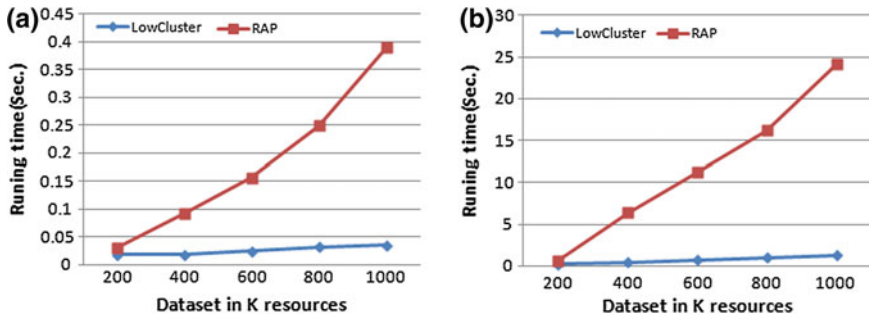 (a)
LowCluster
RAP
0.45
0.4
0.35
0.3
0.25
0.2
0.15
0.1
0.05
0
Runing time(Sec.)
200 400 600 800 1000
Dataset in K resources
(b)
LowCluster
RAP
30
25
20
15
10
5
0
Runing time(Sec.)
200 400 600 800 1000
Dataset in K resources